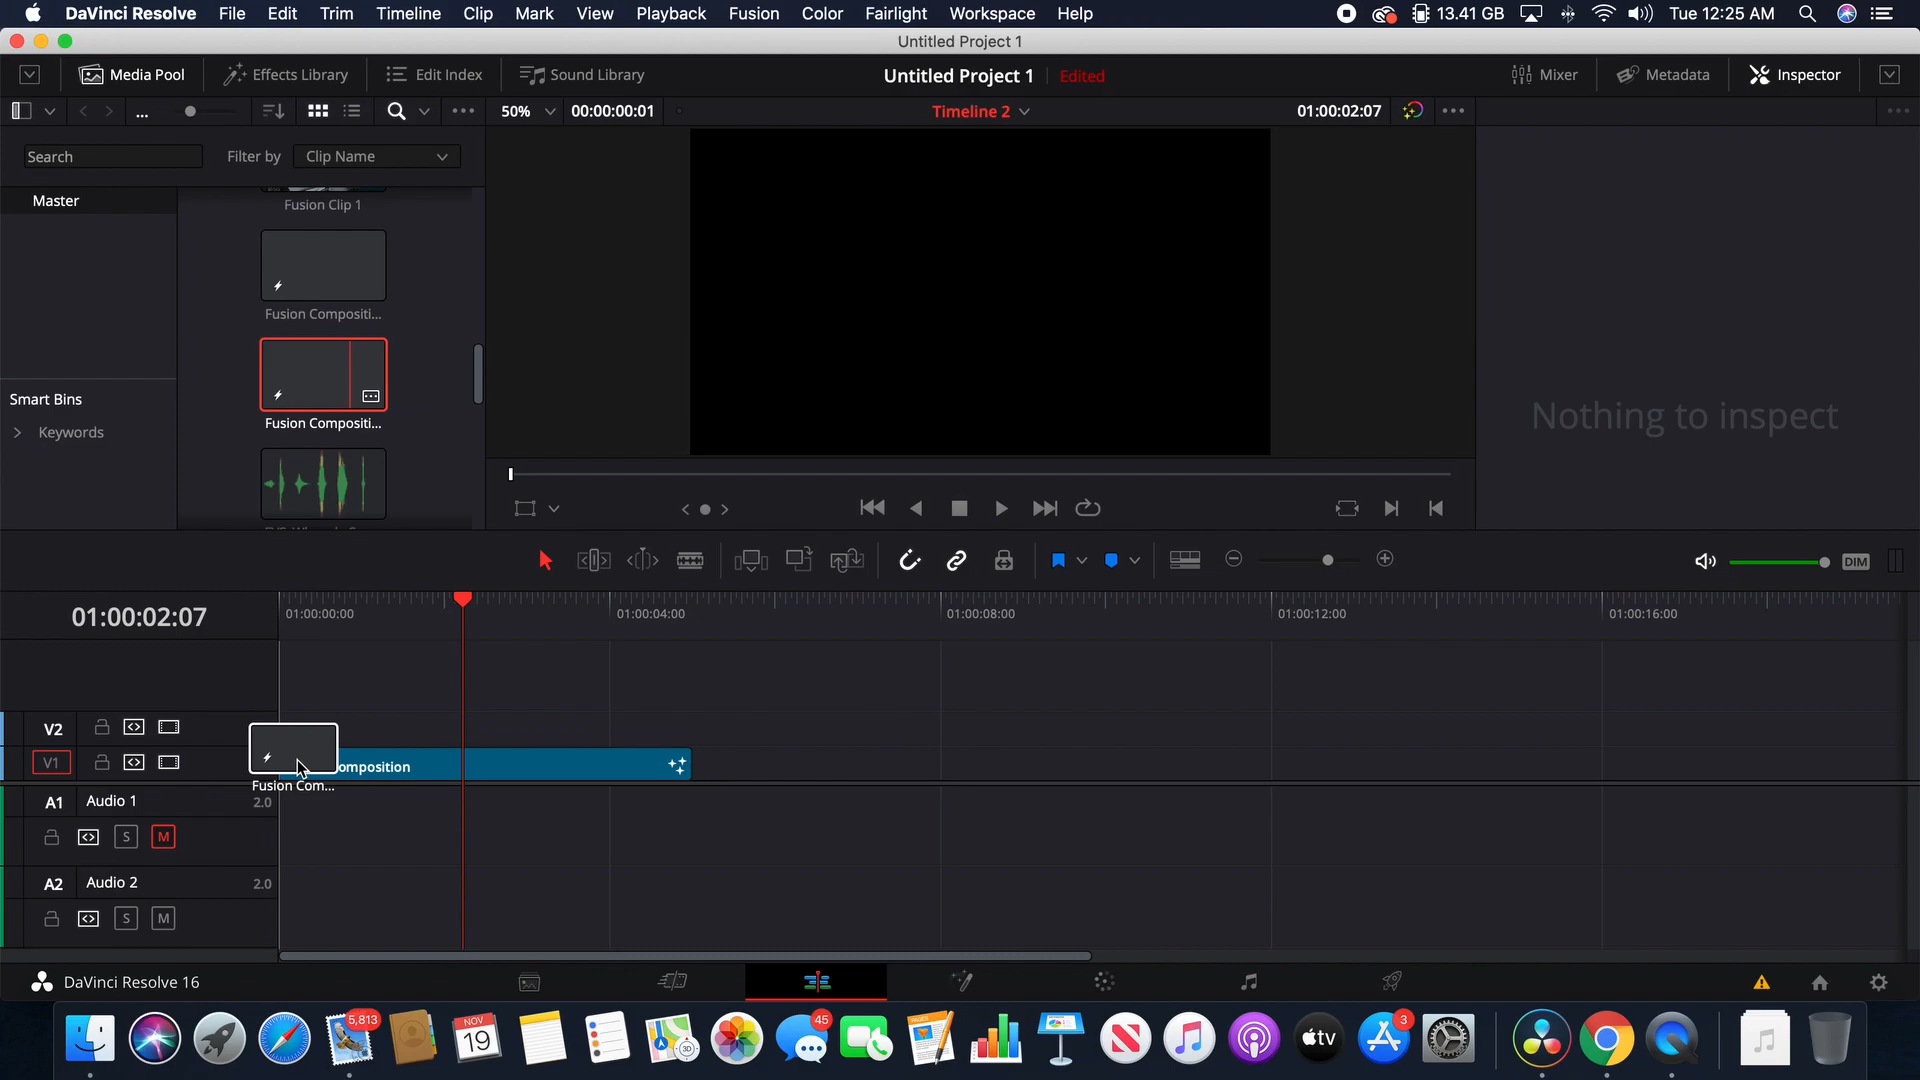 DaVinci Resolve File Edit Trim Timeline Clip Mark View Playback Fusion Color Fairlight Workspace Help 13.41 GB Tue 12:25 AM
Untitled Project 1
Media Pool Effects Library Edit Index Sound Library Untitled Project 1 Edited Mixer Metadata Inspector
... 50% 00:00:00:01 Timeline 2 01:00:02:07
Search Filter by Clip Name
Master
Fusion Clip 1
Fusion Compositi...
Smart Bins
Keywords
Fusion Compositi...
Nothing to inspect
DIM
01:00:02:07 01:00:00:00 01:00:04:00 01:00:08:00 01:00:12:00 01:00:16:00
V2
V1 omposition
Fusion Com...
A1 Audio 1 2.0
S M
A2 Audio 2 2.0
S M
DaVinci Resolve 16
5,813 NOV 19 45 PAGES 3D tv 3